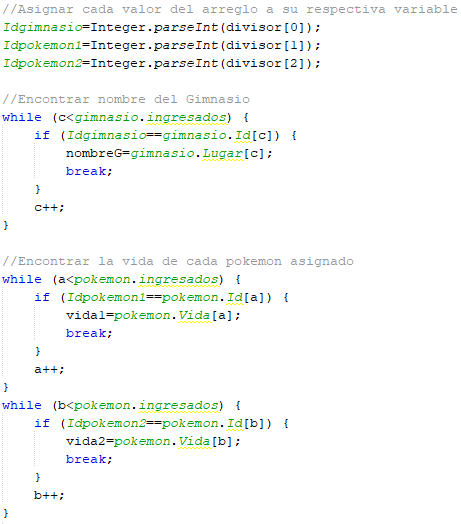 //Asignar cada valor del arreglo a su respectiva variable
Idgimnasio=Integer.parseInt(divisor[0]);
Idpokemon1=Integer.parseInt(divisor[1]);
Idpokemon2=Integer.parseInt(divisor[2]);

//Encontrar nombre del Gimnasio
while (c<gimnasio.ingresados) {
    if (Idgimnasio==gimnasio.Id[c]) {
        nombreG=gimnasio.Lugar[c];
        break;
    }
    c++;
}

//Encontrar la vida de cada pokemon asignado
while (a<pokemon.ingresados) {
    if (Idpokemon1==pokemon.Id[a]) {
        vida1=pokemon.Vida[a];
        break;
    }
    a++;
}
while (b<pokemon.ingresados) {
    if (Idpokemon2==pokemon.Id[b]) {
        vida2=pokemon.Vida[b];
        break;
    }
    b++;
}